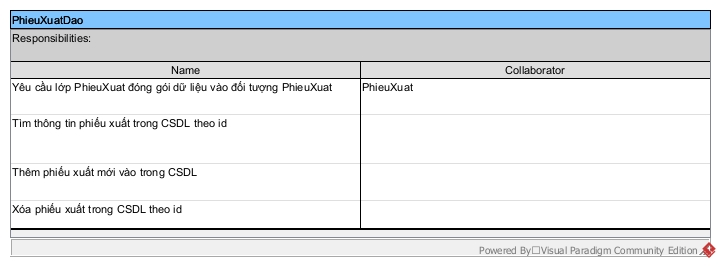 PhieuXuatDao
Responsibilities:
Name
Collaborator
Yêu cầu lớp PhieuXuat đóng gói dữ liệu vào đối tượng PhieuXuat
PhieuXuat
Tìm thông tin phiếu xuất trong CSDL theo id
Thêm phiếu xuất mới vào trong CSDL
Xóa phiếu xuất trong CSDL theo id
Powered By□Visual Paradigm Community Edition